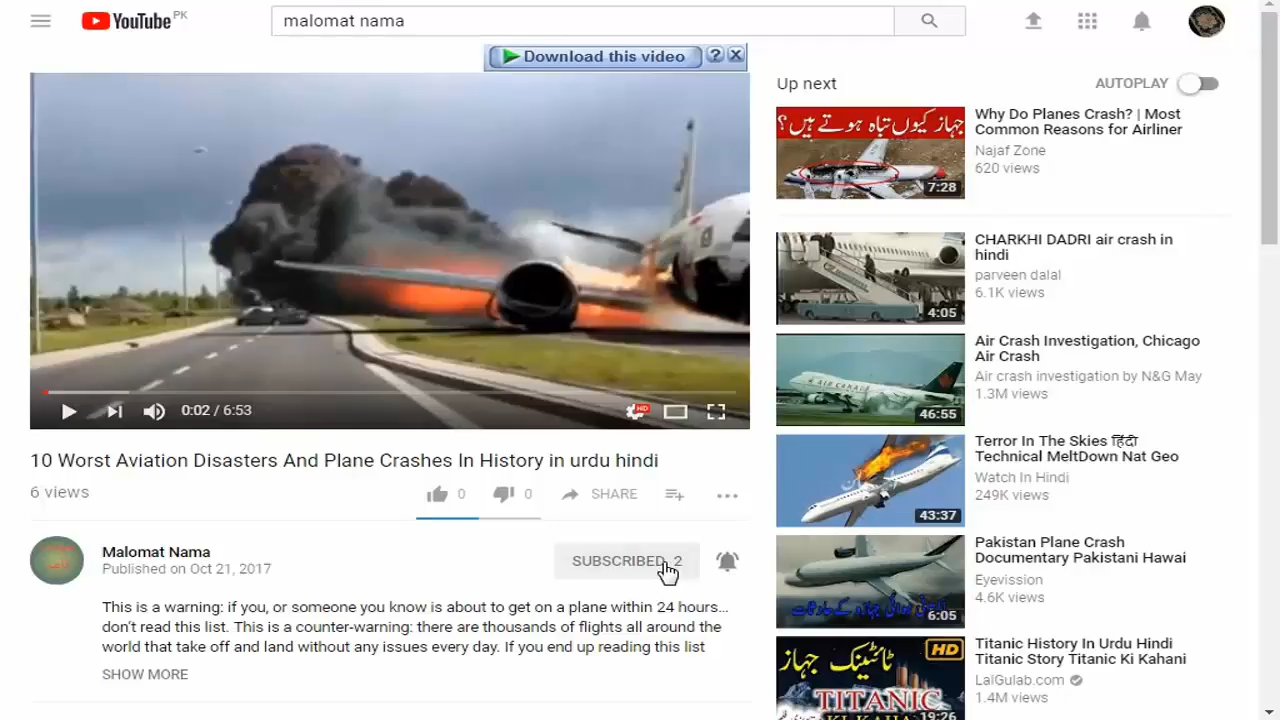 YouTube PK
malomat nama
Download this video ? X
Up next
AUTOPLAY
0:02 / 6:53
HD
10 Worst Aviation Disasters And Plane Crashes In History in urdu hindi
6 views
0
0
SHARE
Malomat Nama
Published on Oct 21, 2017
SUBSCRIBED 2
This is a warning: if you, or someone you know is about to get on a plane within 24 hours...
don't read this list. This is a counter-warning: there are thousands of flights all around the
world that take off and land without any issues every day. If you end up reading this list
SHOW MORE
جہاز کیوں تباہ ہوتے ہیں؟
7:28
Why Do Planes Crash? | Most
Common Reasons for Airliner
Najaf Zone
620 views
4:05
CHARKHI DADRI air crash in
hindi
parveen dalal
6.1K views
AIR CANADA
46:55
Air Crash Investigation, Chicago
Air Crash
Air crash investigation by N&G May
1.3M views
43:37
Terror In The Skies हिंदी
Technical MeltDown Nat Geo
Watch In Hindi
249K views
6:05
Pakistan Plane Crash
Documentary Pakistani Hawai
Eyevission
4.6K views
HD
ٹائٹینک جہاز
TITANIC
KI KAHA
19:26
Titanic History In Urdu Hindi
Titanic Story Titanic Ki Kahani
LalGulab.com
1.4M views